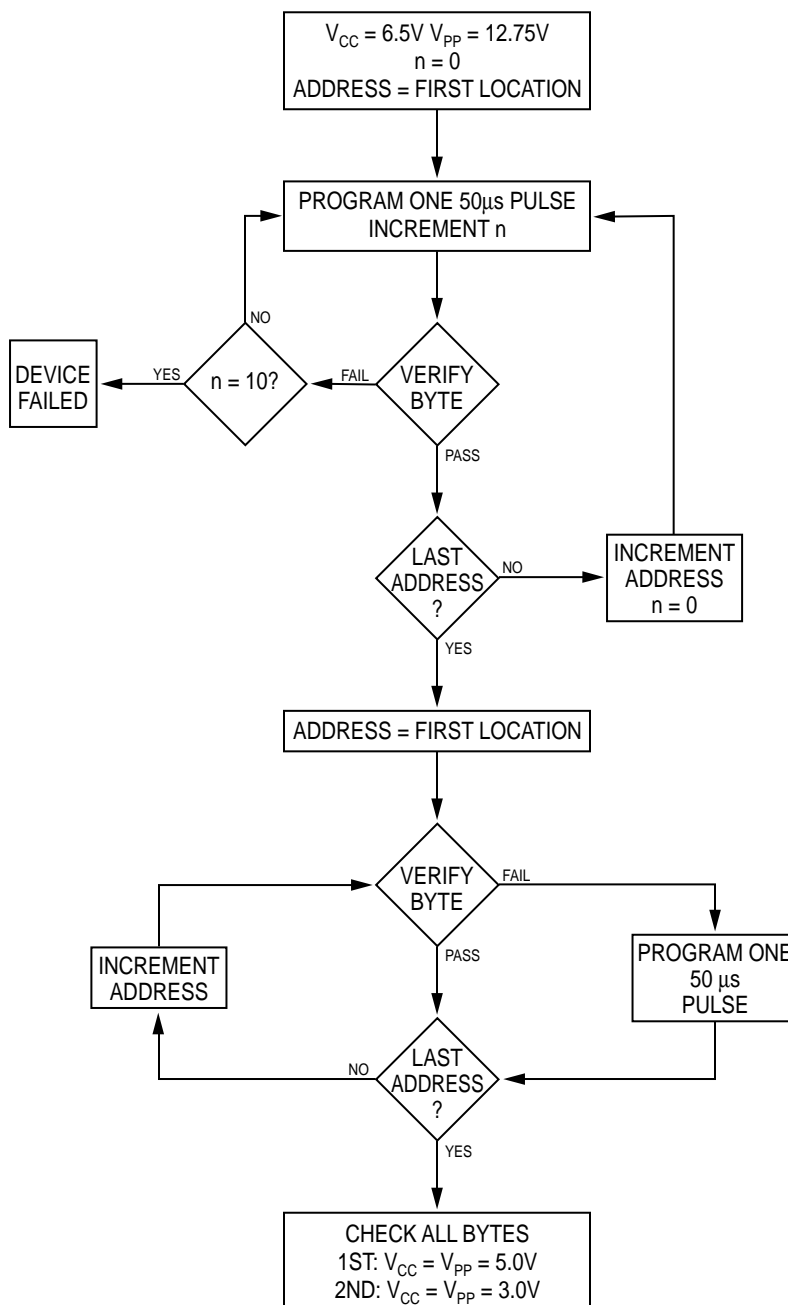 V_CC = 6.5V V_PP = 12.75V
n = 0
ADDRESS = FIRST LOCATION
PROGRAM ONE 50µs PULSE
INCREMENT n
NO
DEVICE
FAILED
YES
n = 10?
FAIL
VERIFY
BYTE
PASS
LAST
ADDRESS
?
NO
INCREMENT
ADDRESS
n = 0
YES
ADDRESS = FIRST LOCATION
VERIFY
BYTE
FAIL
PASS
INCREMENT
ADDRESS
PROGRAM ONE
50 µs
PULSE
NO
LAST
ADDRESS
?
YES
CHECK ALL BYTES
1ST: V_CC = V_PP = 5.0V
2ND: V_CC = V_PP = 3.0V